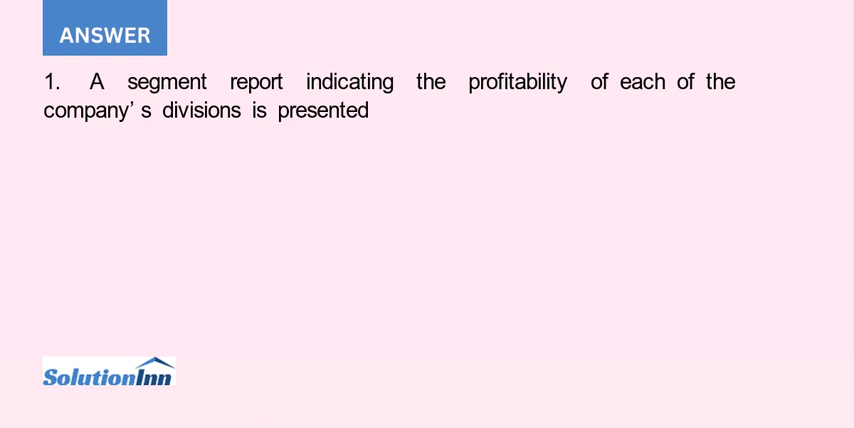 ANSWER
1. A segment report indicating the profitability of each of the
company’ s divisions is presented
SolutionInn